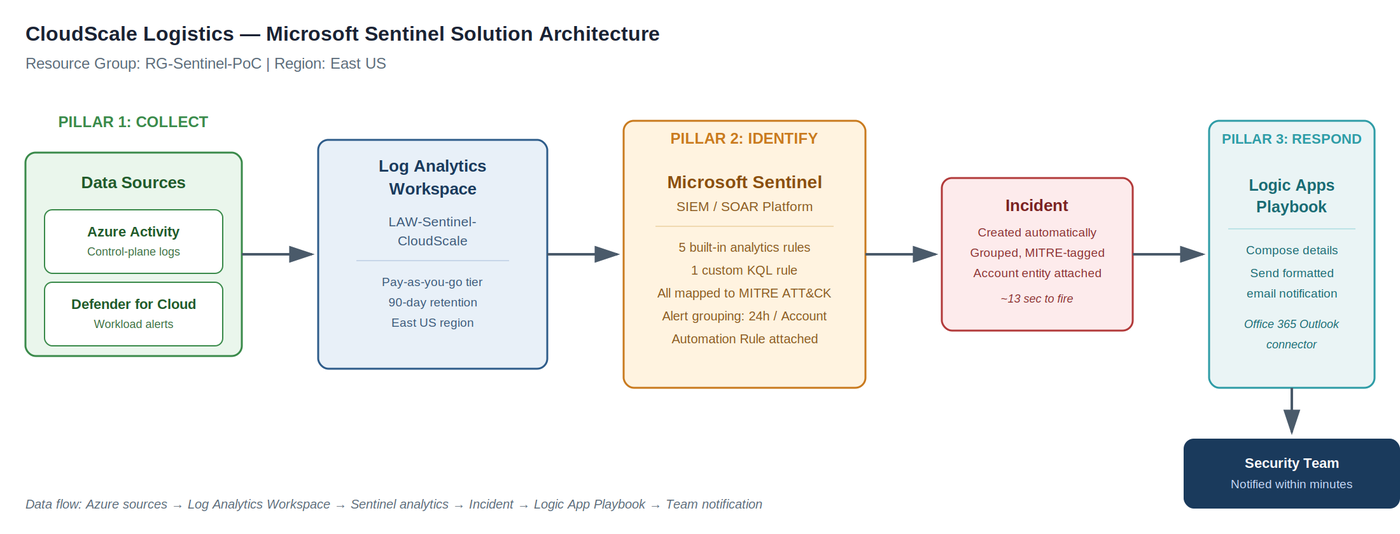 CloudScale Logistics — Microsoft Sentinel Solution Architecture
Resource Group: RG-Sentinel-PoC | Region: East US
PILLAR 1: COLLECT
Data Sources
Azure Activity
Control-plane logs
Defender for Cloud
Workload alerts
Log Analytics
Workspace
LAW-Sentinel-
CloudScale
Pay-as-you-go tier
90-day retention
East US region
PILLAR 2: IDENTIFY
Microsoft Sentinel
SIEM / SOAR Platform
5 built-in analytics rules
1 custom KQL rule
All mapped to MITRE ATT&CK
Alert grouping: 24h / Account
Automation Rule attached
Incident
Created automatically
Grouped, MITRE-tagged
Account entity attached
~13 sec to fire
PILLAR 3: RESPOND
Logic Apps
Playbook
Compose details
Send formatted
email notification
Office 365 Outlook
connector
Security Team
Notified within minutes
Data flow: Azure sources → Log Analytics Workspace → Sentinel analytics → Incident → Logic App Playbook → Team notification